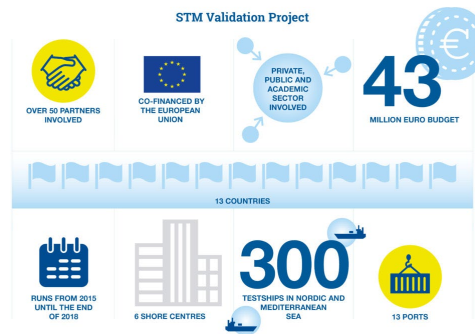 STM Validation Project
OVER 50 PARTNERS
INVOLVED
CO-FINANCED BY
THE EUROPEAN
UNION
PRIVATE,
PUBLIC AND
ACADEMIC
SECTOR
INVOLVED
43
MILLION EURO BUDGET
13 COUNTRIES
RUNS FROM 2015
UNTIL THE END
OF 2018
6 SHORE CENTRES
300
TESTSHIPS IN NORDIC AND
MEDITERRANEAN
SEA
13 PORTS